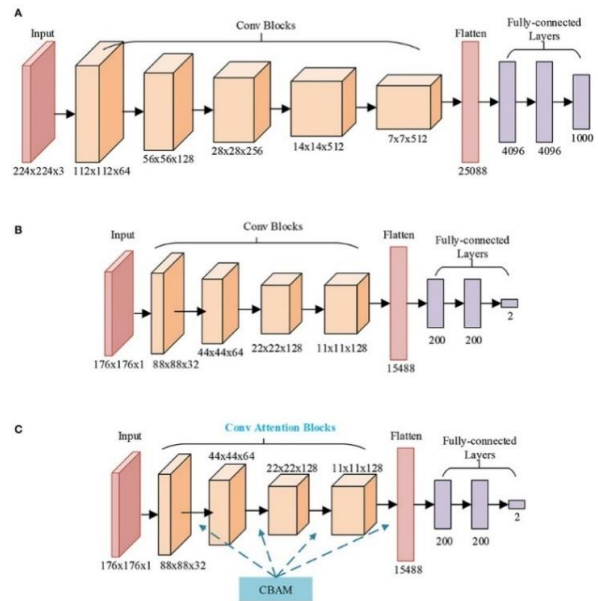 A
Input
Conv Blocks
Flatten
Fully-connected
Layers
224x224x3
112x112x64
56x56x128
28x28x256
14x14x512
7x7x512
25088
4096
4096
1000
B
Input
Conv Blocks
Flatten
Fully-connected
Layers
176x176x1
88x88x32
44x44x64
22x22x128
11x11x128
15488
200
200
2
C
Input
Conv Attention Blocks
Flatten
Fully-connected
Layers
44x44x64
22x22x128
11x11x128
176x176x1
88x88x32
15488
200
200
2
CBAM